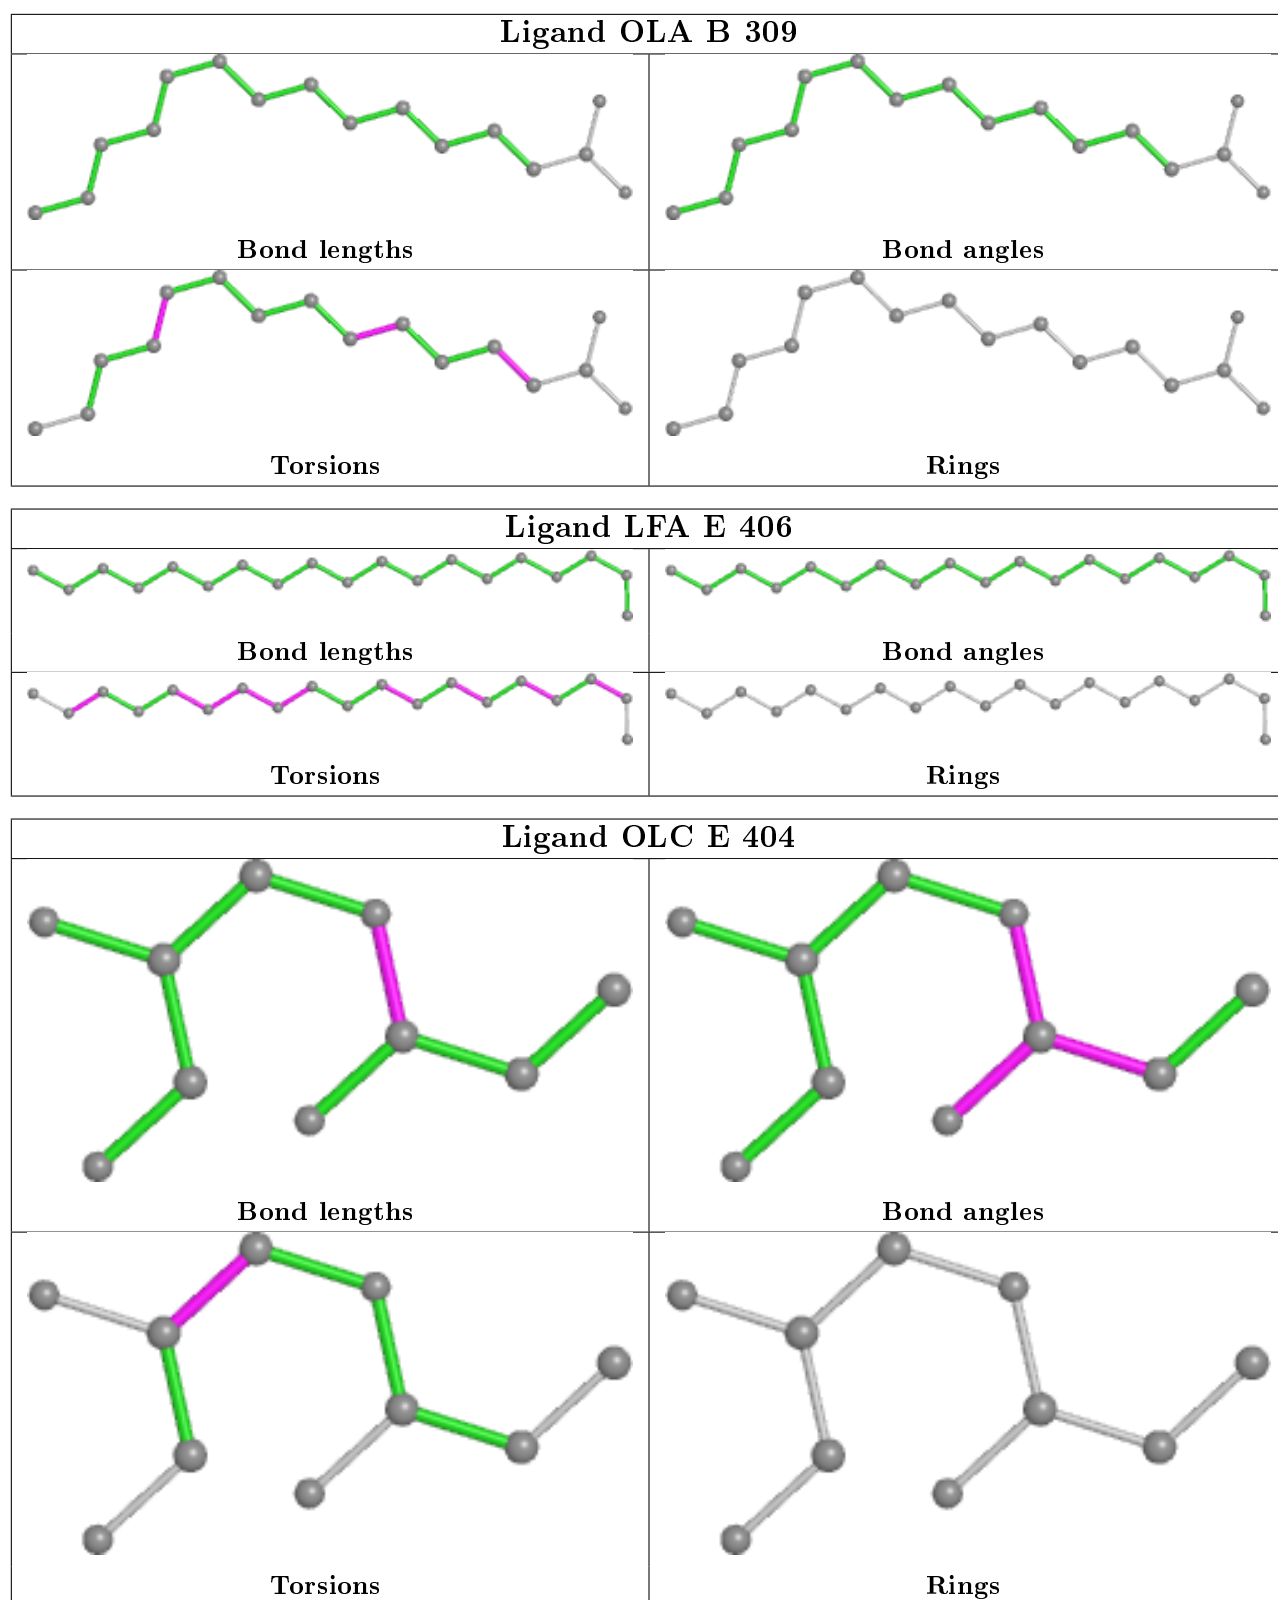 Ligand OLA B 309
Bond lengths
Bond angles
Torsions
Rings
Ligand LFA E 406
Bond lengths
Bond angles
Torsions
Rings
Ligand OLC E 404
Bond lengths
Bond angles
Torsions
Rings